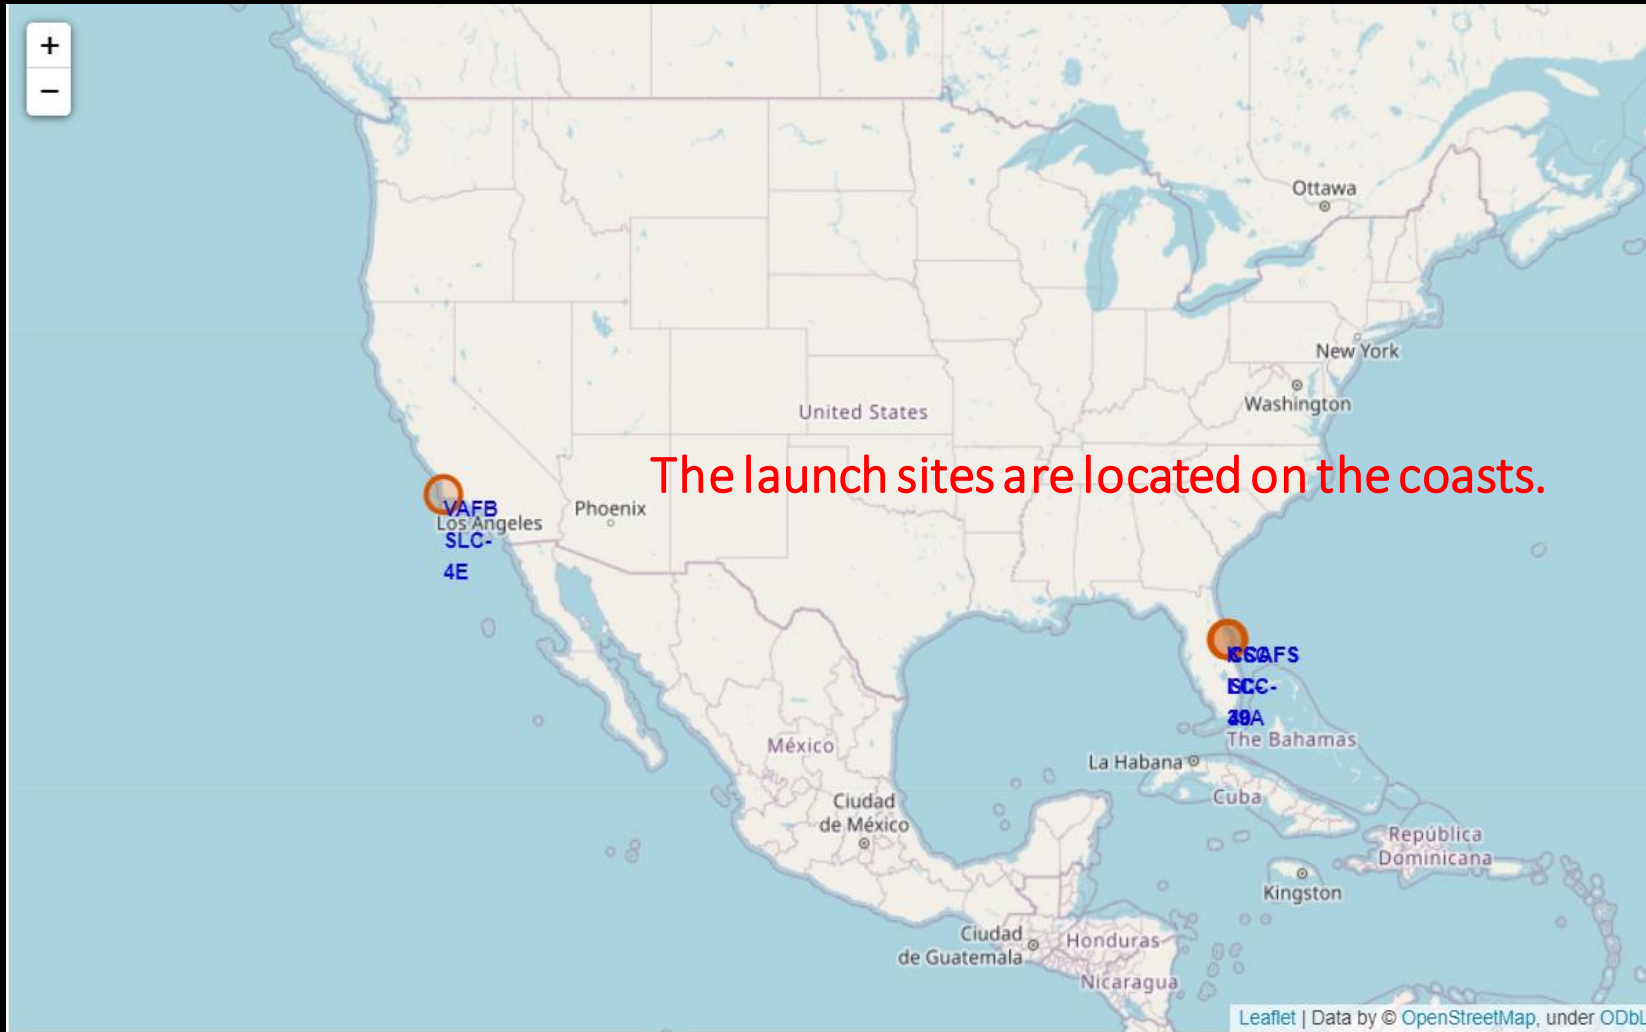 +
−
Ottawa
New York
Washington
United States
The launch sites are located on the coasts.
Phoenix
VAFB
Los Angeles
SLC-
4E
The Bahamas
México
La Habana
Cuba
Ciudad
de México
República
Dominicana
Kingston
Ciudad
de Guatemala
Honduras
Nicaragua
Leaflet | Data by © OpenStreetMap, under ODbL